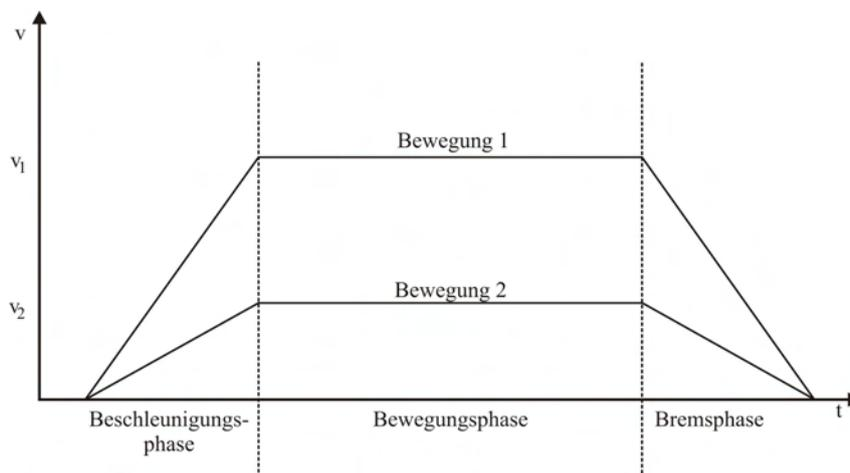 v
Bewegung 1
v1
Bewegung 2
v2
t
Beschleunigungs-
phase
Bewegungsphase
Bremsphase